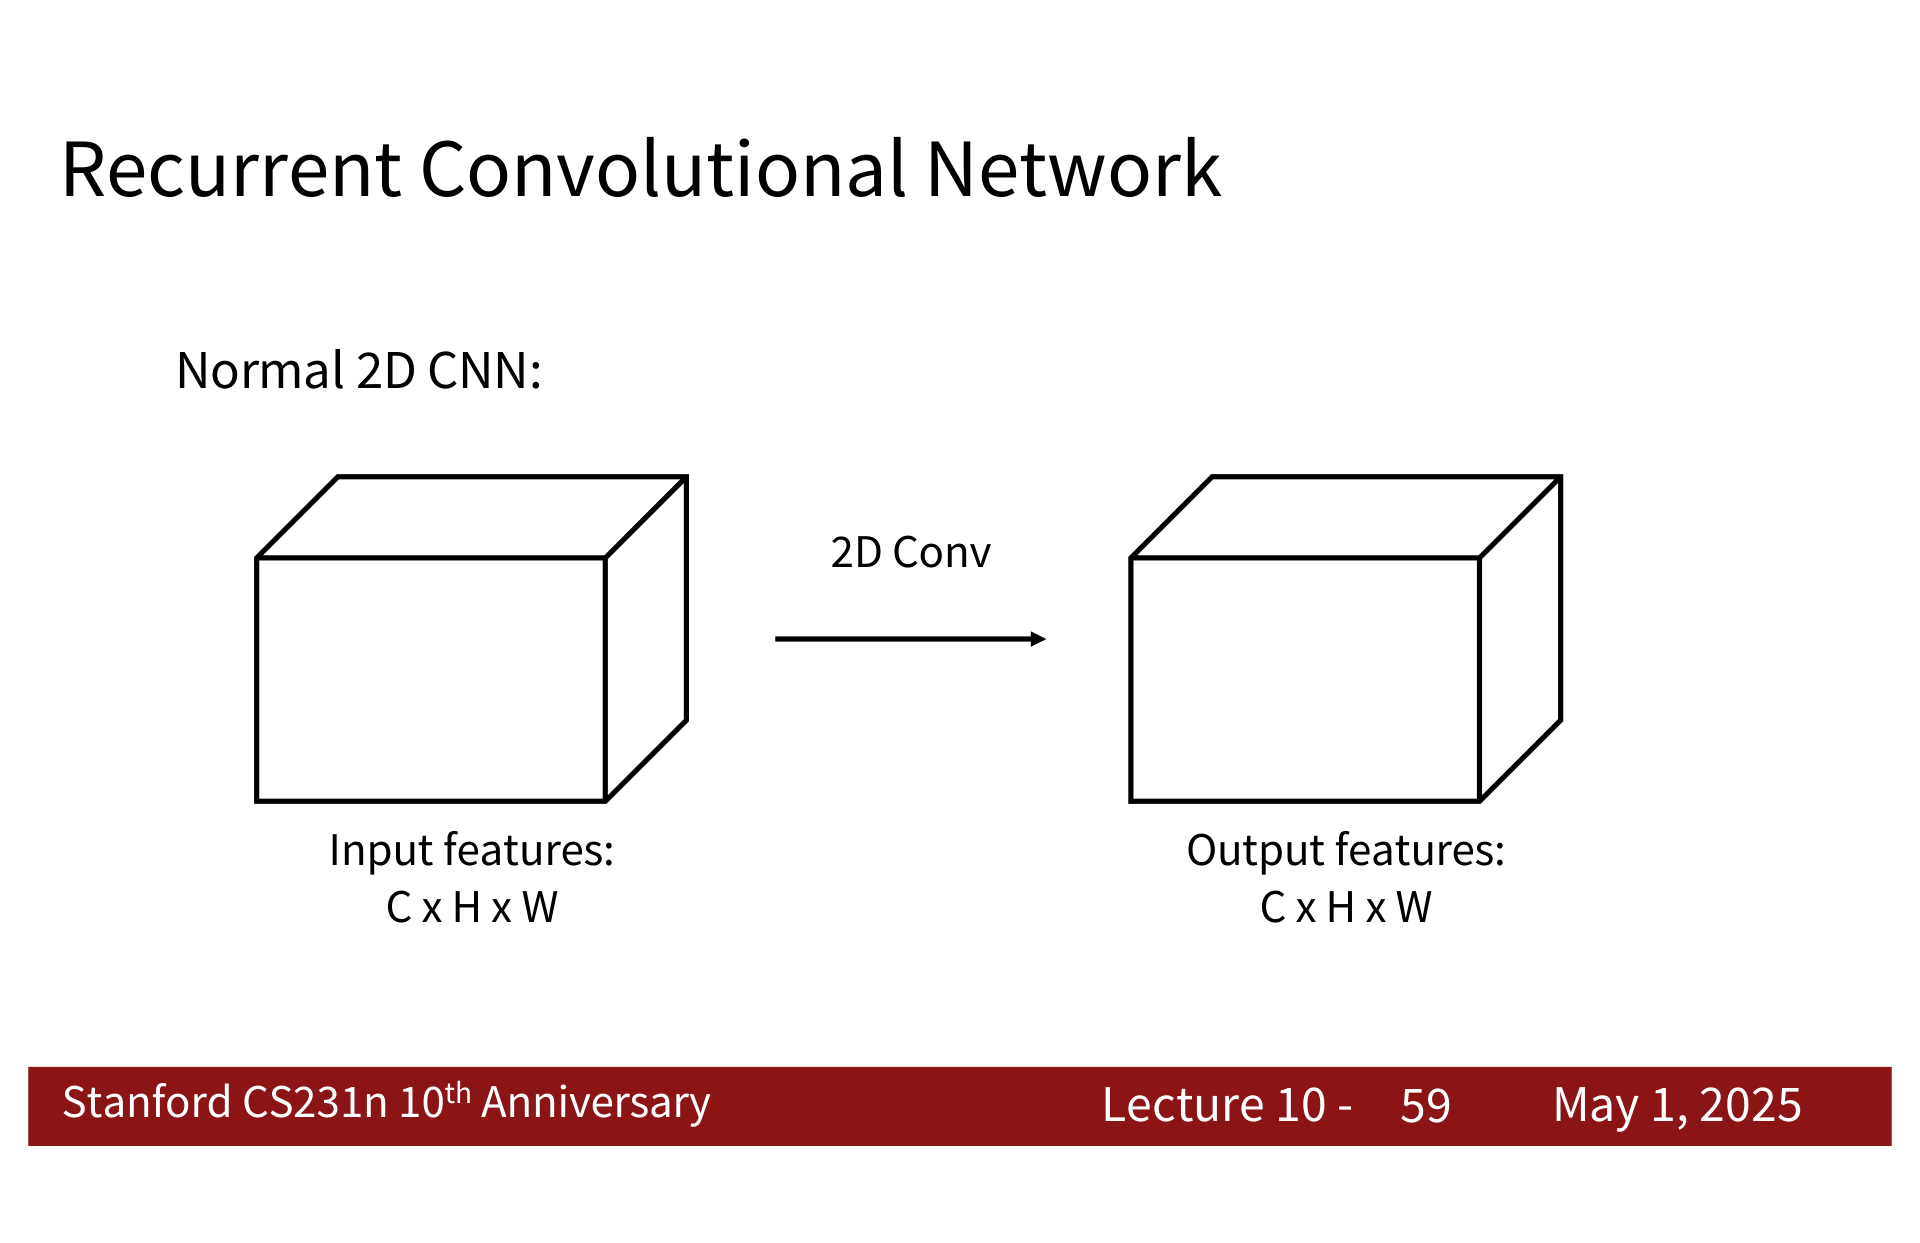 Recurrent Convolutional Network
Normal 2D CNN:
2D Conv
Input features:
C x H x W
Output features:
C x H x W
Stanford CS231n 10th Anniversary
Lecture 10 - 59
May 1, 2025